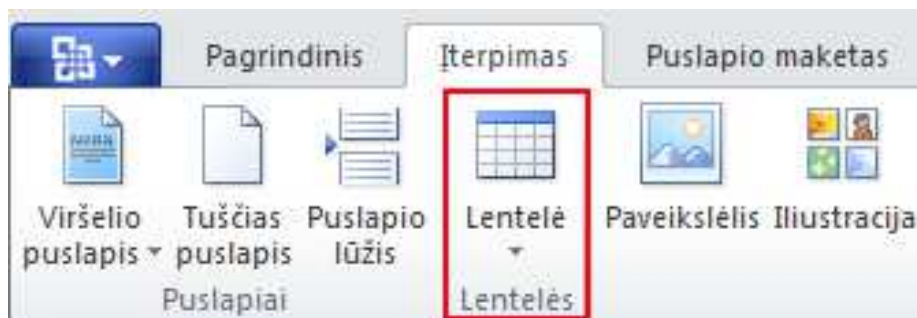 Pagrindinis Įterpimas Puslapio maketas
Viršelio Tuščias Puslapio Lentelė Paveikslėlis Iliustracija
puslapis puslapis lūžis
Puslapiai Lentelės